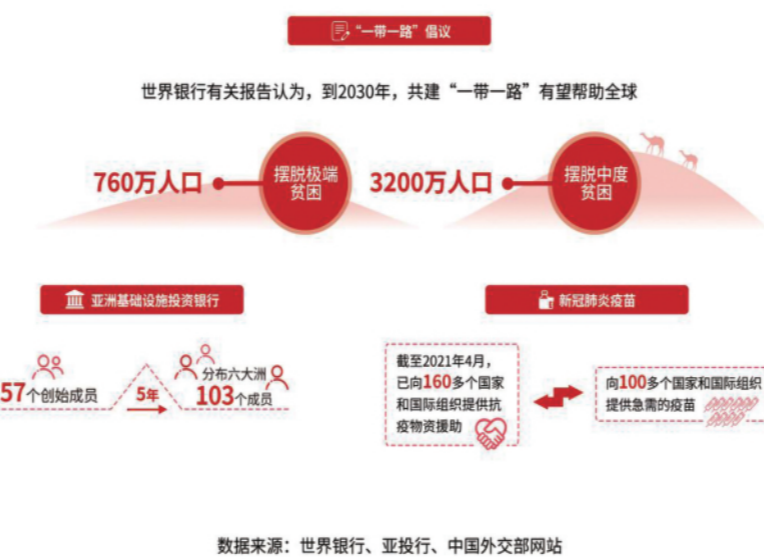 “一带一路”倡议
世界银行有关报告认为，到2030年，共建“一带一路”有望帮助全球
760万人口
摆脱极端
贫困
3200万人口
摆脱中度
贫困
亚洲基础设施投资银行
57个创始成员
5年
分布六大洲
103个成员
新冠肺炎疫苗
截至2021年4月，
已向160多个国家
和国际组织提供抗
疫物资援助
向100多个国家和国际组织
提供急需的疫苗
数据来源：世界银行、亚投行、中国外交部网站